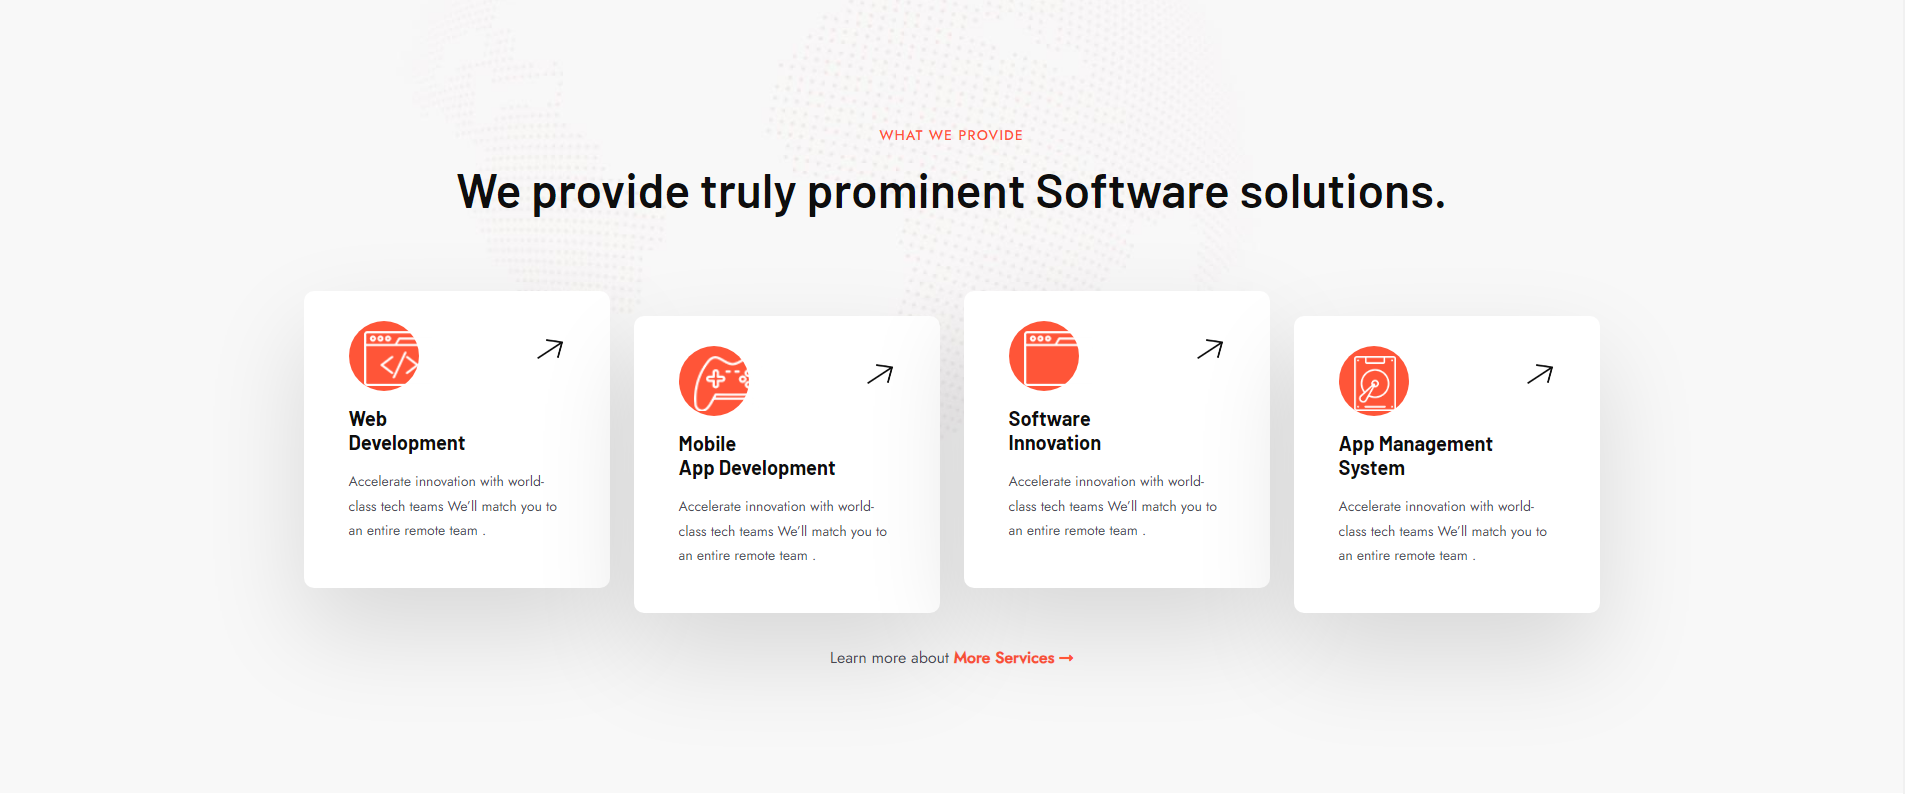 WHAT WE PROVIDE
We provide truly prominent Software solutions.
Web
Development
Accelerate innovation with world-
class tech teams We’ll match you to
an entire remote team .
Mobile
App Development
Accelerate innovation with world-
class tech teams We’ll match you to
an entire remote team .
Software
Innovation
Accelerate innovation with world-
class tech teams We’ll match you to
an entire remote team .
App Management
System
Accelerate innovation with world-
class tech teams We’ll match you to
an entire remote team .
Learn more about More Services →